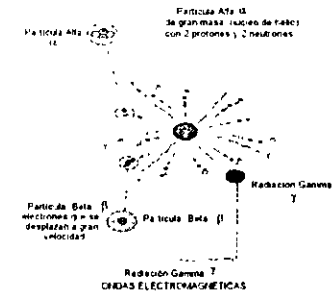 Partícula Alfa
α
Partícula Alfa α
de gran masa (núcleo de helio)
con 2 protones y 2 neutrones
Radiación Gamma
γ
Partícula Beta β
electrones que se
desplazan a gran
velocidad
Partícula Beta β
Radiación Gamma γ
ONDAS ELECTROMAGNÉTICAS